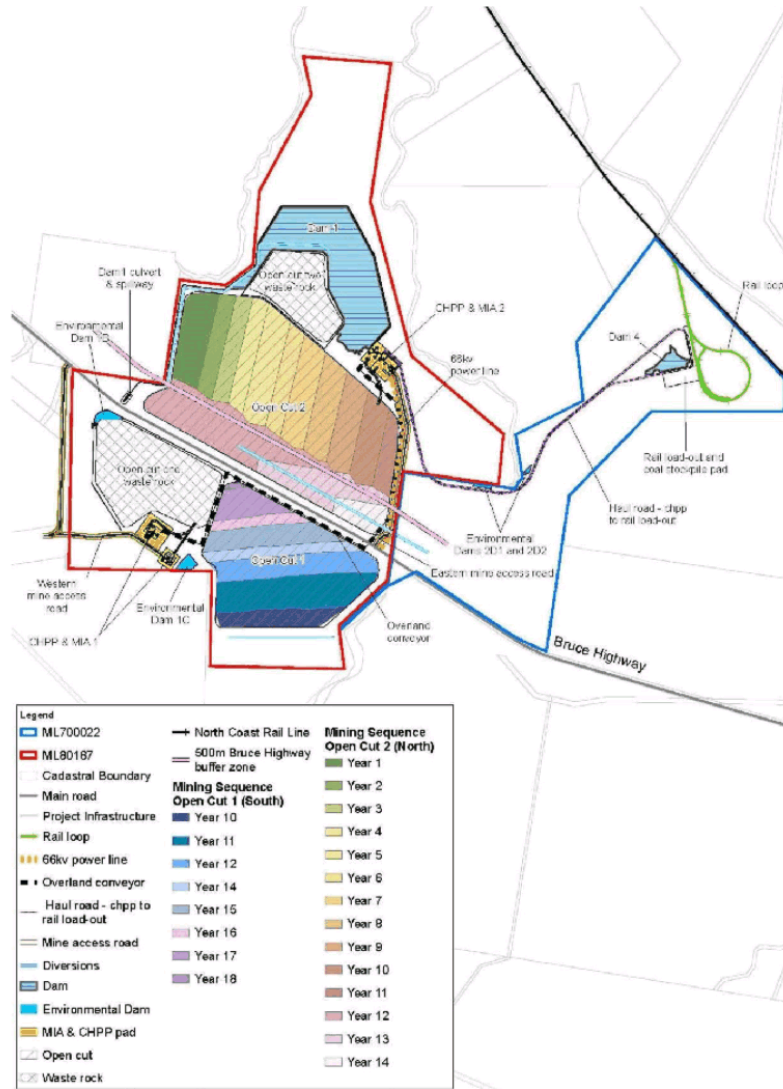 Dam 1
Open cut two
waste rock
Dam 1 culvert
& spillway
Environmental
CHPP & MIA 2
66kv
power line
Rail loop
Dam 4
Open Cut 2
Open cut one
waste rock
Rail load-out and
coal stockpile pad
Haul road - chpp
to rail load-out
Environmental
Dams 2D1 and 2D2
Eastern mine access road
Open Cut 1
Western
mine access
road
Environmental
Dam 1C
CHPP & MIA 1
Overland
conveyor
Bruce Highway
Legend
ML700022
ML80167
Cadastral Boundary
Main road
Project Infrastructure
Rail loop
66kv power line
Overland conveyor
Haul road - chpp to
rail load-out
Mine access road
Diversions
Dam
Environmental Dam
MIA & CHPP pad
Open cut
Waste rock
North Coast Rail Line
500m Bruce Highway
buffer zone
Mining Sequence
Open Cut 1 (South)
Year 10
Year 11
Year 12
Year 14
Year 15
Year 16
Year 17
Year 18
Mining Sequence
Open Cut 2 (North)
Year 1
Year 2
Year 3
Year 4
Year 5
Year 6
Year 7
Year 8
Year 9
Year 10
Year 11
Year 12
Year 13
Year 14